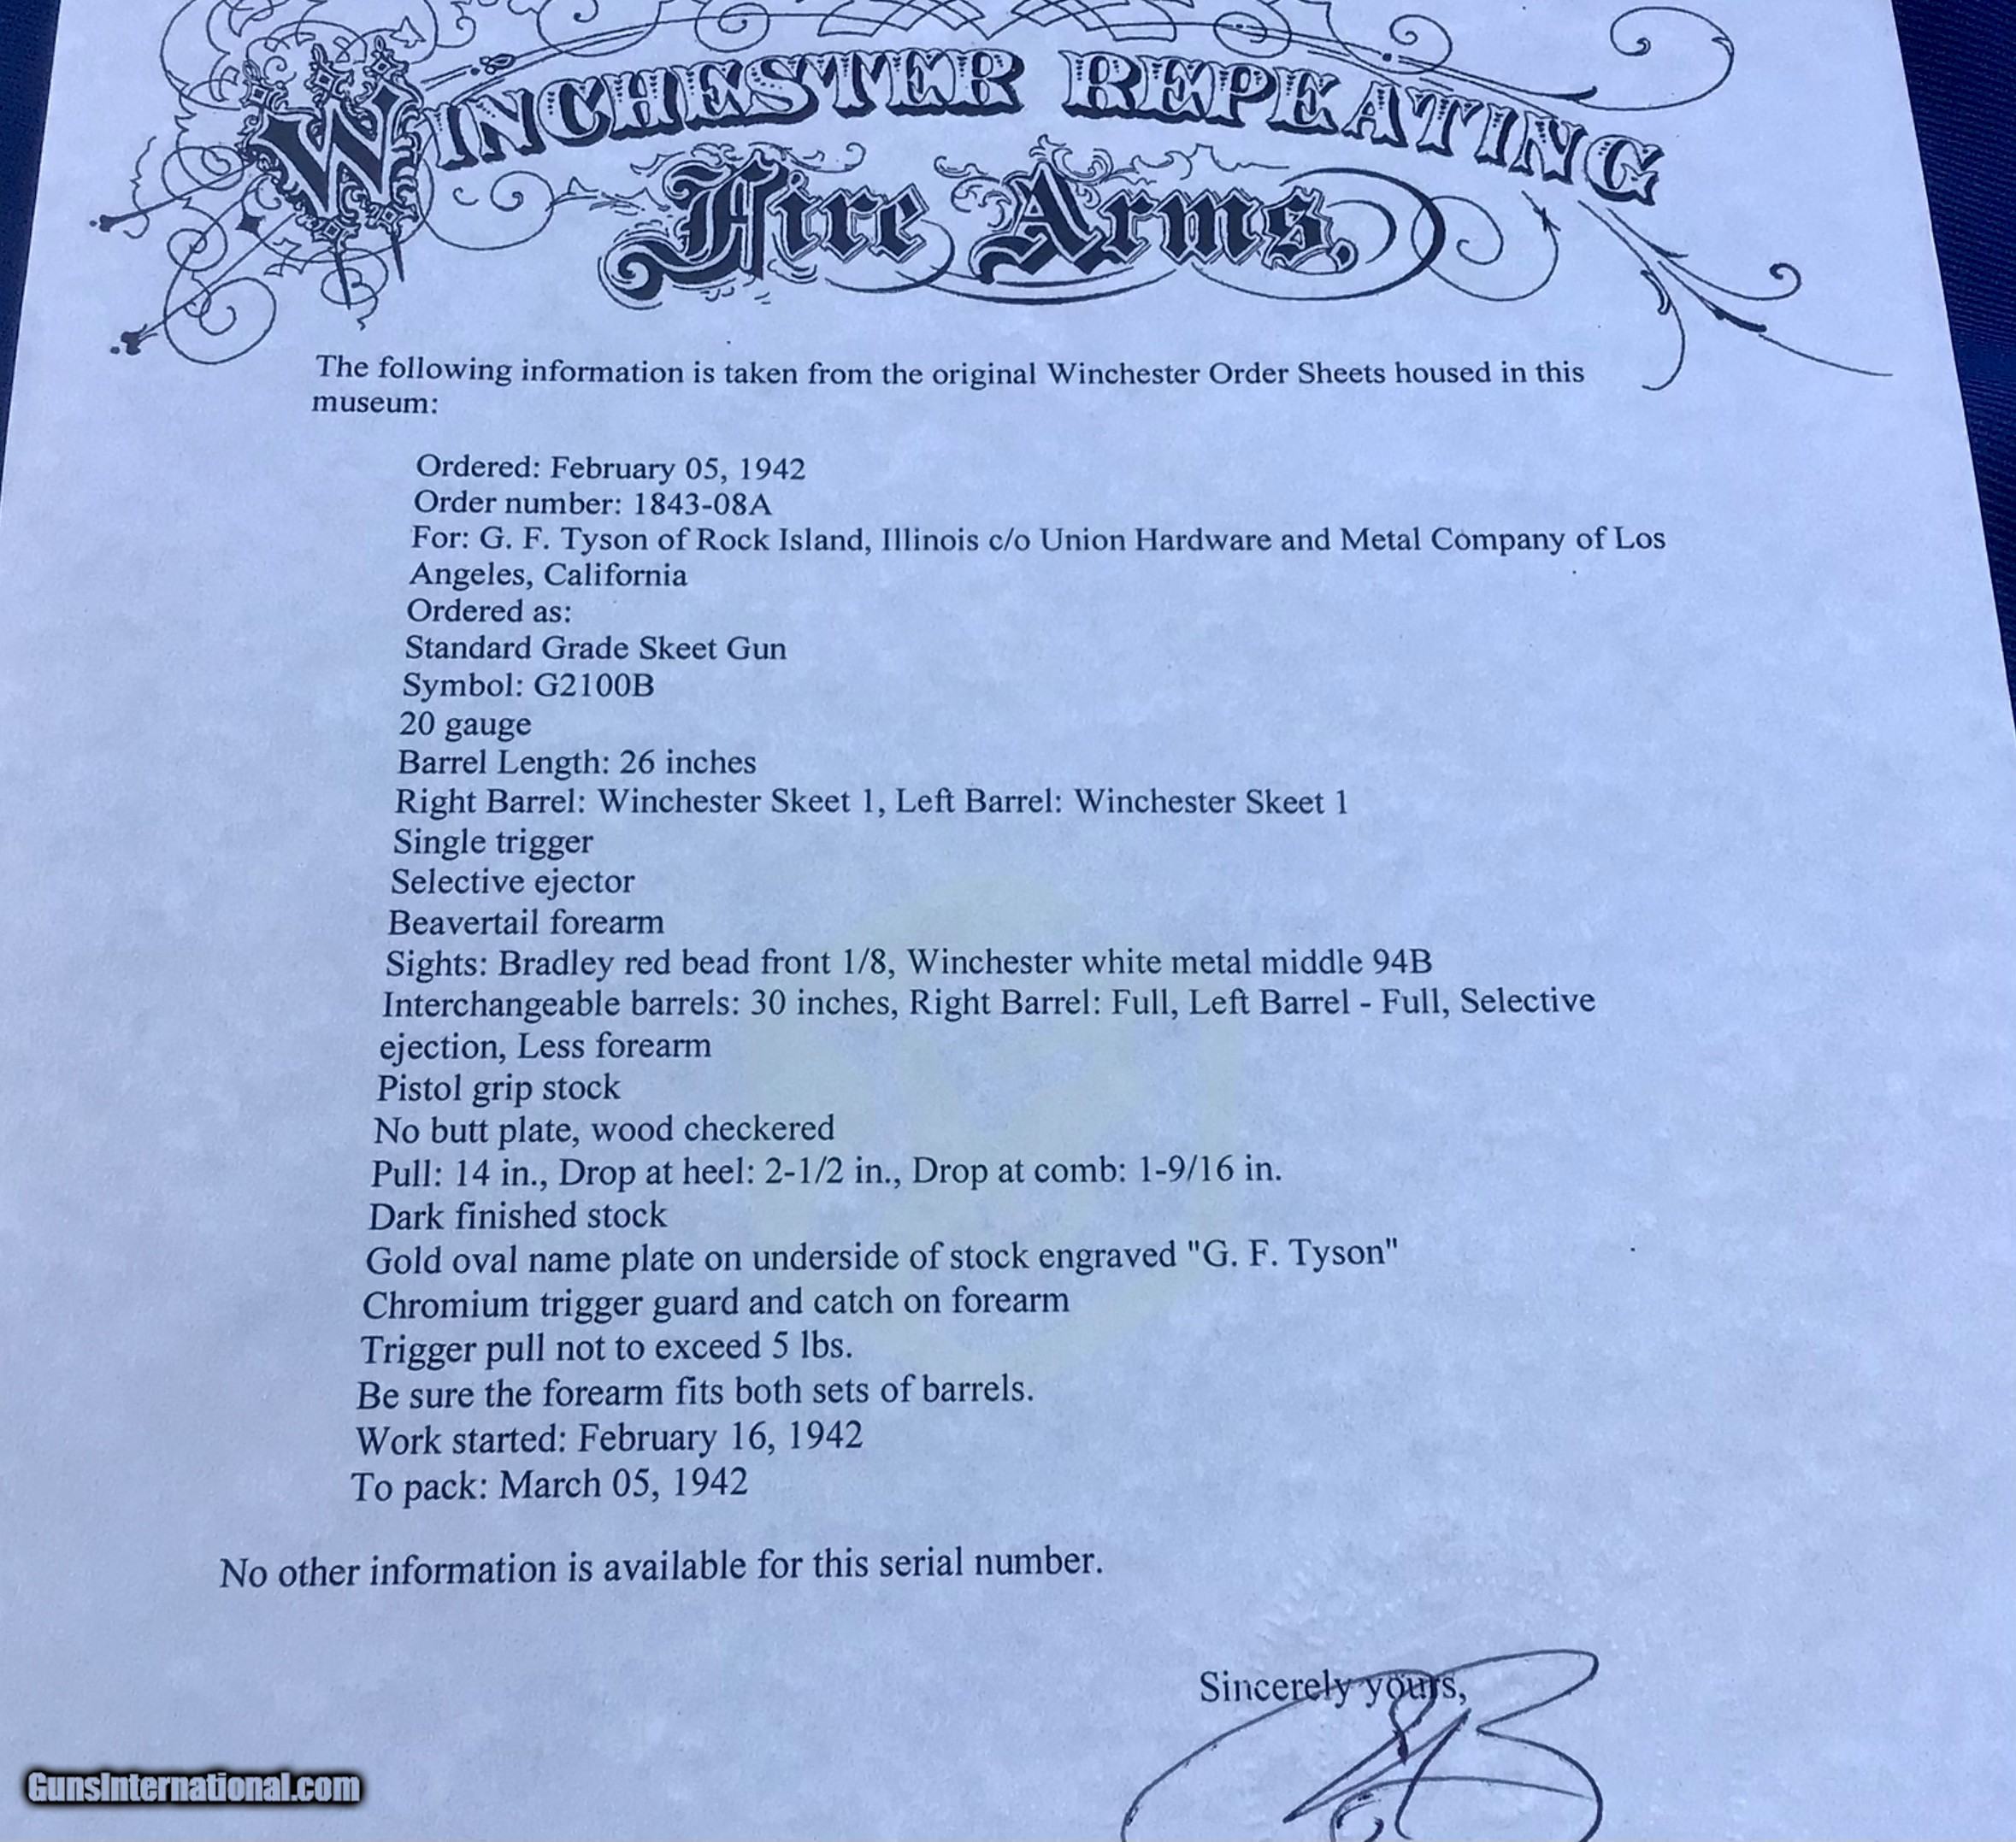 WINCHESTER REPEATING
Fire Arms.
The following information is taken from the original Winchester Order Sheets housed in this
museum:
Ordered: February 05, 1942
Order number: 1843-08A
For: G. F. Tyson of Rock Island, Illinois c/o Union Hardware and Metal Company of Los
Angeles, California
Ordered as:
Standard Grade Skeet Gun
Symbol: G2100B
20 gauge
Barrel Length: 26 inches
Right Barrel: Winchester Skeet 1, Left Barrel: Winchester Skeet 1
Single trigger
Selective ejector
Beavertail forearm
Sights: Bradley red bead front 1/8, Winchester white metal middle 94B
Interchangeable barrels: 30 inches, Right Barrel: Full, Left Barrel - Full, Selective
ejection, Less forearm
Pistol grip stock
No butt plate, wood checkered
Pull: 14 in., Drop at heel: 2-1/2 in., Drop at comb: 1-9/16 in.
Dark finished stock
Gold oval name plate on underside of stock engraved "G. F. Tyson"
Chromium trigger guard and catch on forearm
Trigger pull not to exceed 5 lbs.
Be sure the forearm fits both sets of barrels.
Work started: February 16, 1942
To pack: March 05, 1942
No other information is available for this serial number.
Sincerely yours,
GunsInternational.com